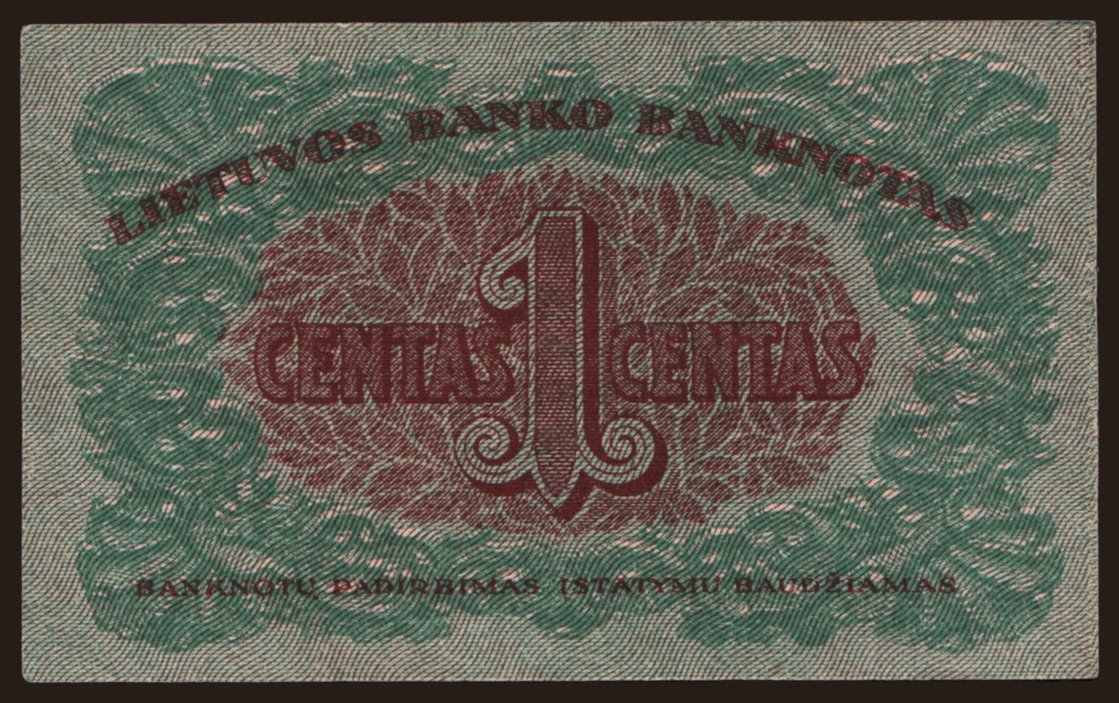 LIETUVOS BANKO BANKNOTAS
CENTAS 1 CENTAS
BANKNOTŲ PADIRBIMAS ĮSTATYMU BAUDŽIAMAS